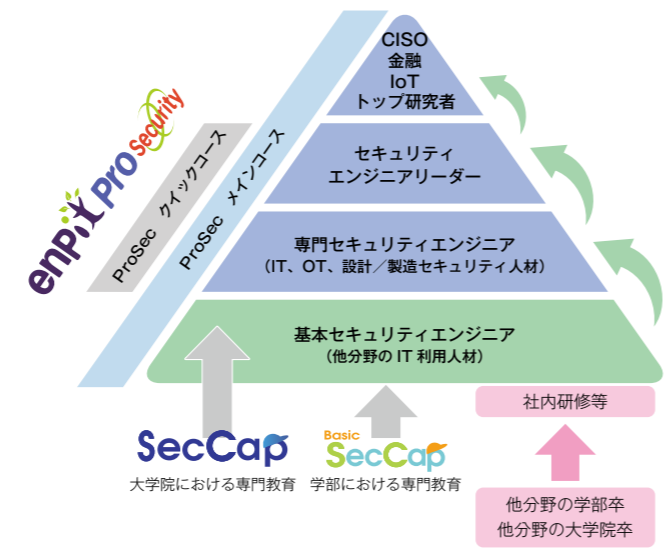 CISO
金融
IoT
トップ研究者
セキュリティ
エンジニアリーダー
専門セキュリティエンジニア
（IT、OT、設計／製造セキュリティ人材）
基本セキュリティエンジニア
（他分野の IT 利用人材）
enPiT Pro Security
ProSec クイックコース
ProSec メインコース
SecCap
大学院における専門教育
Basic
SecCap
学部における専門教育
社内研修等
他分野の学部卒
他分野の大学院卒